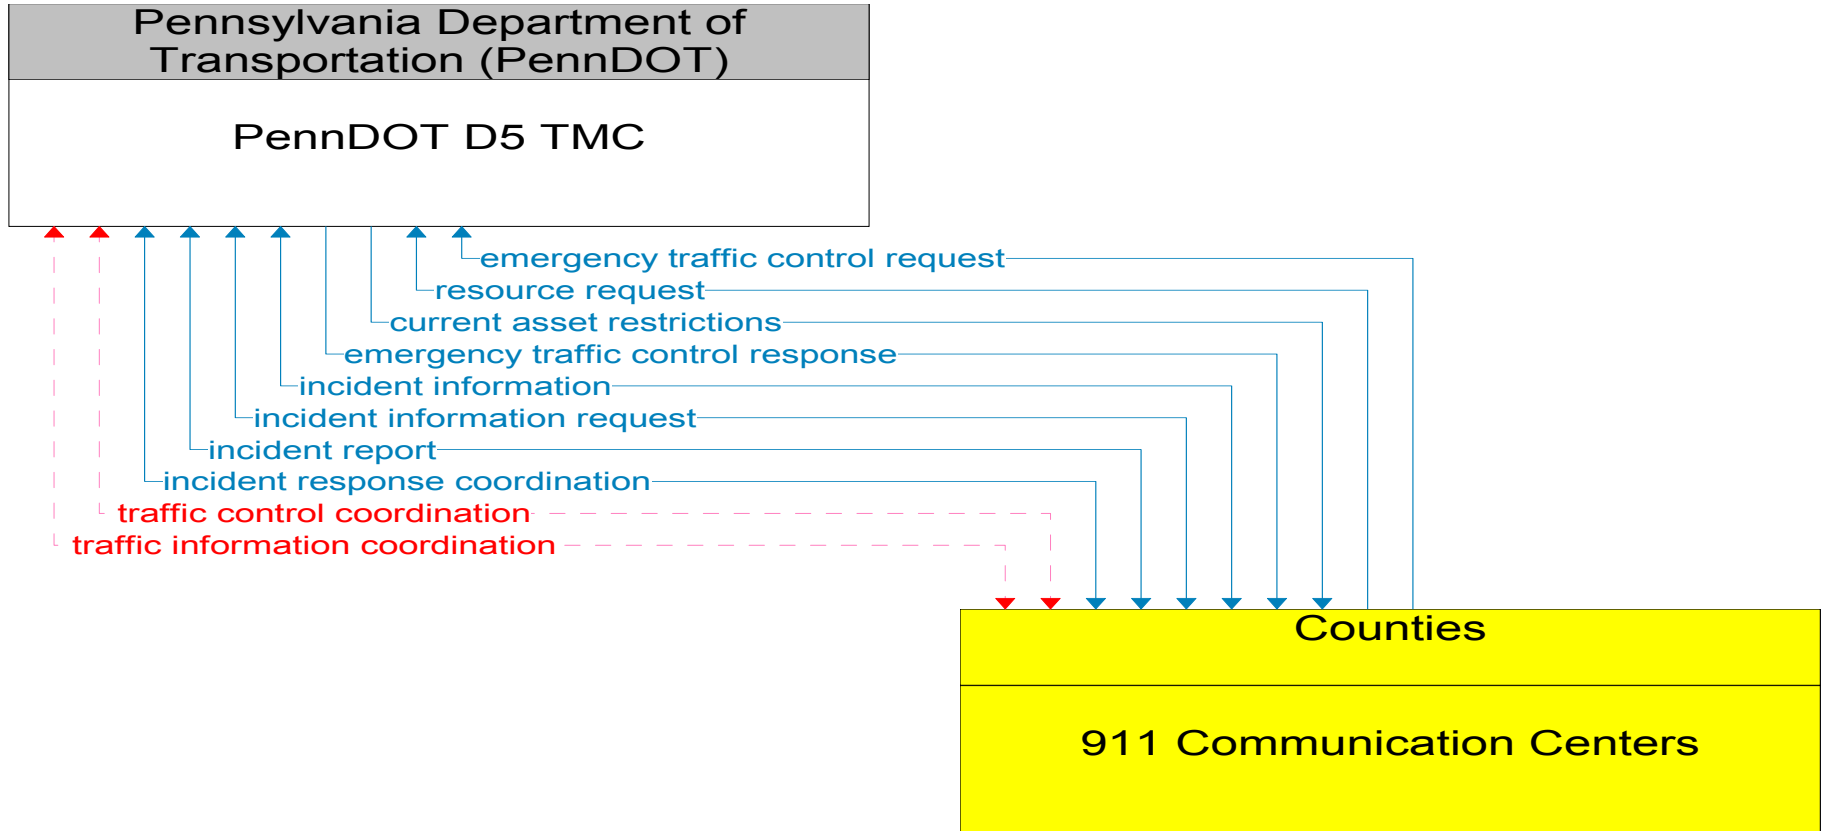 Pennsylvania Department of
Transportation (PennDOT)
PennDOT D5 TMC
emergency traffic control request
resource request
current asset restrictions
emergency traffic control response
incident information
incident information request
incident report
incident response coordination
traffic control coordination
traffic information coordination
Counties
911 Communication Centers